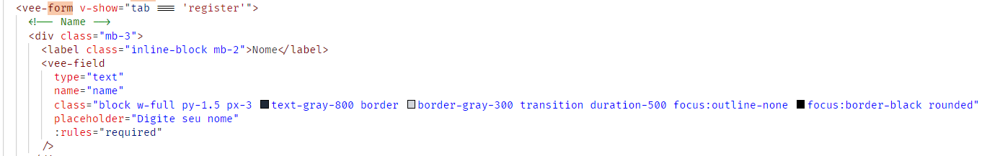 <vee-form v-show="tab === 'register'">
<!-- Name -->
<div class="mb-3">
<label class="inline-block mb-2">Nome</label>
<vee-field
type="text"
name="name"
class="block w-full py-1.5 px-3 text-gray-800 border border-gray-300 transition duration-500 focus:outline-none focus:border-black rounded"
placeholder="Digite seu nome"
:rules="required"
/>